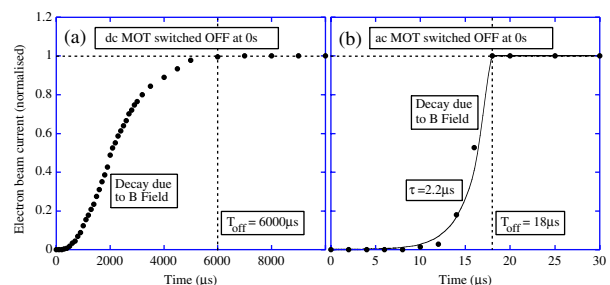 (a)
dc MOT switched OFF at 0s
(b)
ac MOT switched OFF at 0s
Electron beam current (normalised)
1.2
1
0.8
0.6
0.4
0.2
0
Decay due
to B Field
T_off = 6000µs
Decay due
to B Field
τ =2.2µs
T_off = 18µs
0 2000 4000 6000 8000
0 5 10 15 20 25 30
Time (µs)
Time (µs)